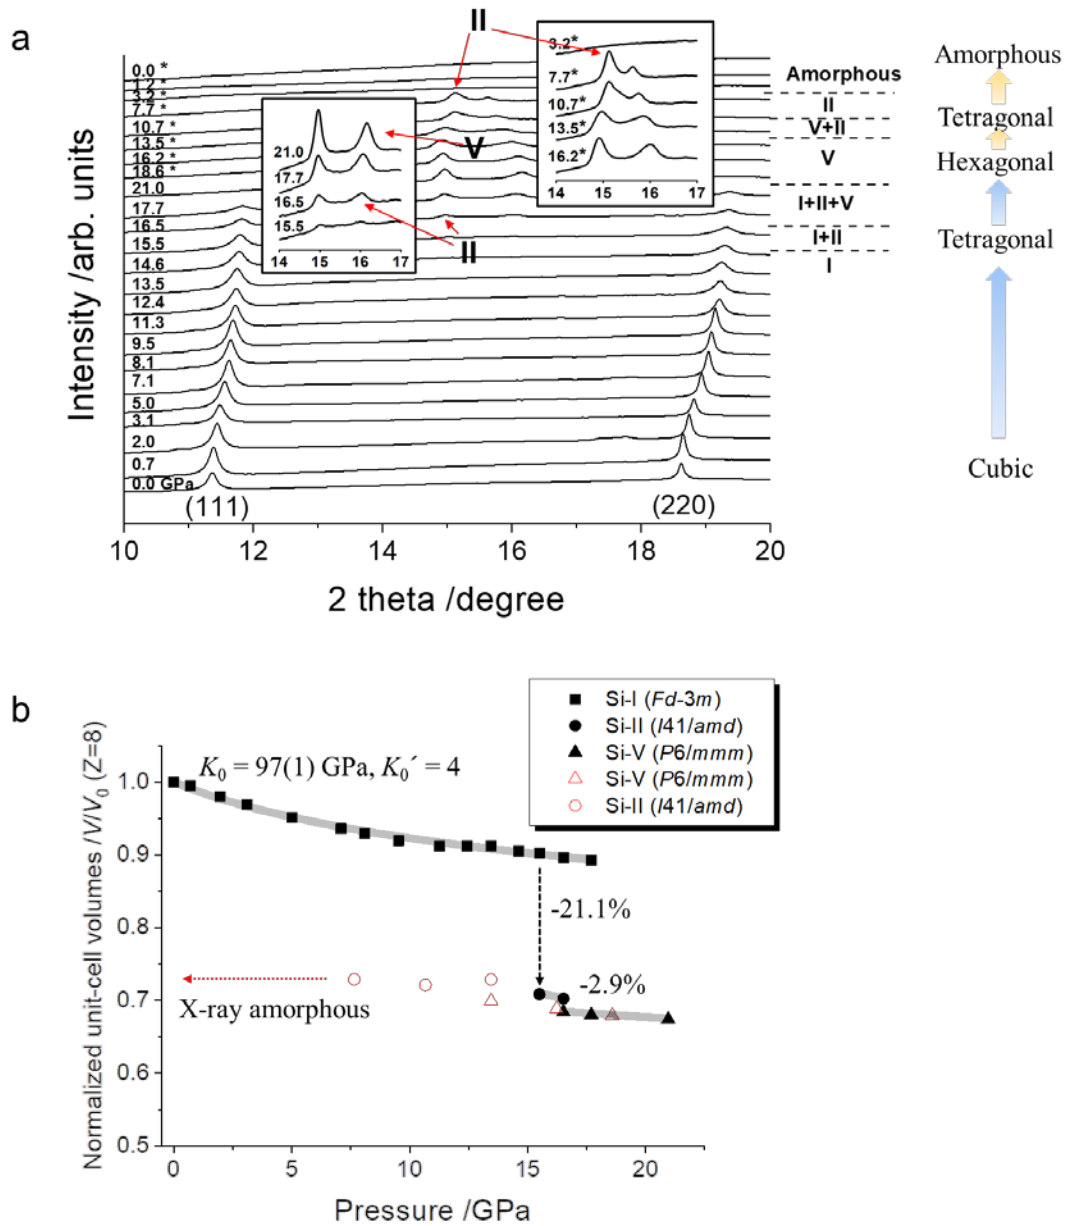 a
II
0.0 *
1.2 *
3.2 *
7.7 *
10.7 *
13.5 *
16.2 *
18.6 *
21.0
17.7
16.5
15.5
14.6
13.5
12.4
11.3
9.5
8.1
7.1
5.0
3.1
2.0
0.7
0.0 GPa
21.0
17.7
16.5
15.5
14 15 16 17
V
II
3.2*
7.7*
10.7*
13.5*
16.2*
14 15 16 17
Amorphous
II
V+II
V
I+II+V
I+II
I
Amorphous
Tetragonal
Hexagonal
Tetragonal
Cubic
Intensity /arb. units
(111)
(220)
10 12 14 16 18 20
2 theta /degree
b
Si-I (Fd-3m)
Si-II (I41/amd)
Si-V (P6/mmm)
Si-V (P6/mmm)
Si-II (I41/amd)
Normalized unit-cell volumes /V/V₀ (Z=8)
K₀ = 97(1) GPa, K₀´ = 4
1.0
0.9
0.8
0.7
0.6
0.5
-21.1%
-2.9%
X-ray amorphous
0 5 10 15 20
Pressure /GPa